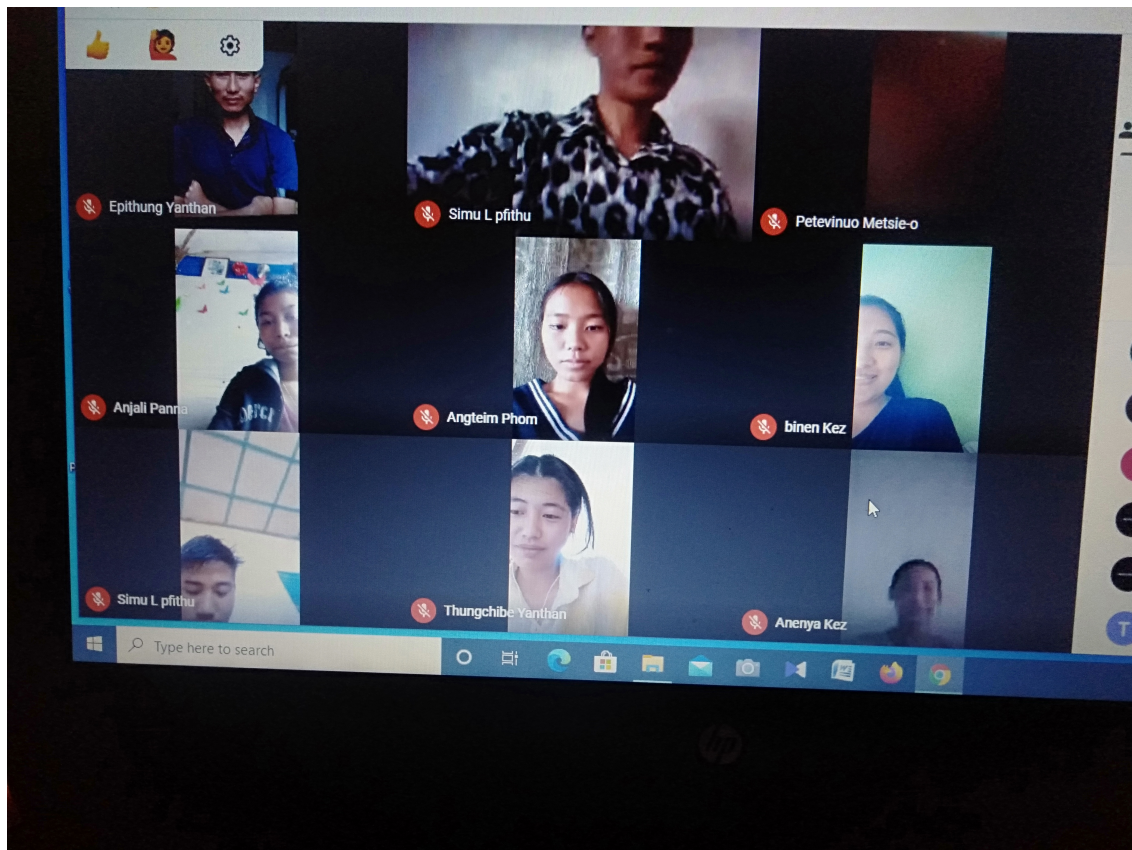 Epithung Yanthan
Simu L pfithu
Petevinuo Metsie-o
Anjali Panna
Angteim Phom
binen Kez
Simu L pfithu
Thungchibe Yanthan
Anenya Kez
T
Type here to search
hp